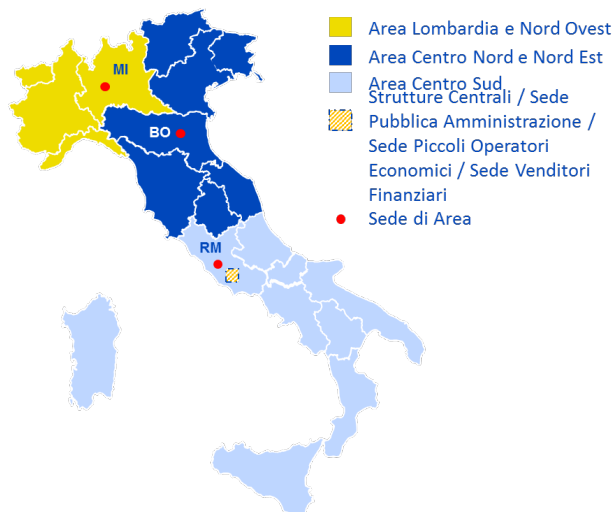 Area Lombardia e Nord Ovest
Area Centro Nord e Nord Est
Area Centro Sud
Strutture Centrali / Sede
Pubblica Amministrazione /
Sede Piccoli Operatori
Economici / Sede Venditori
Finanziari
Sede di Area
MI
BO
RM